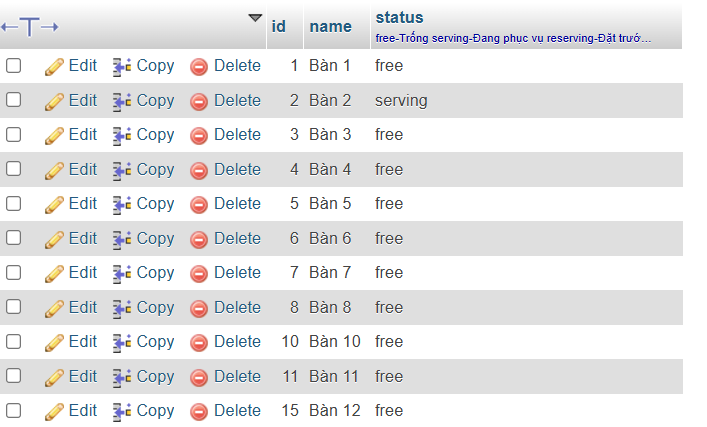 id name status
free-Trống serving-Đang phục vụ reserving-Đặt trướ...
Edit Copy Delete 1 Bàn 1 free
Edit Copy Delete 2 Bàn 2 serving
Edit Copy Delete 3 Bàn 3 free
Edit Copy Delete 4 Bàn 4 free
Edit Copy Delete 5 Bàn 5 free
Edit Copy Delete 6 Bàn 6 free
Edit Copy Delete 7 Bàn 7 free
Edit Copy Delete 8 Bàn 8 free
Edit Copy Delete 10 Bàn 10 free
Edit Copy Delete 11 Bàn 11 free
Edit Copy Delete 15 Bàn 12 free